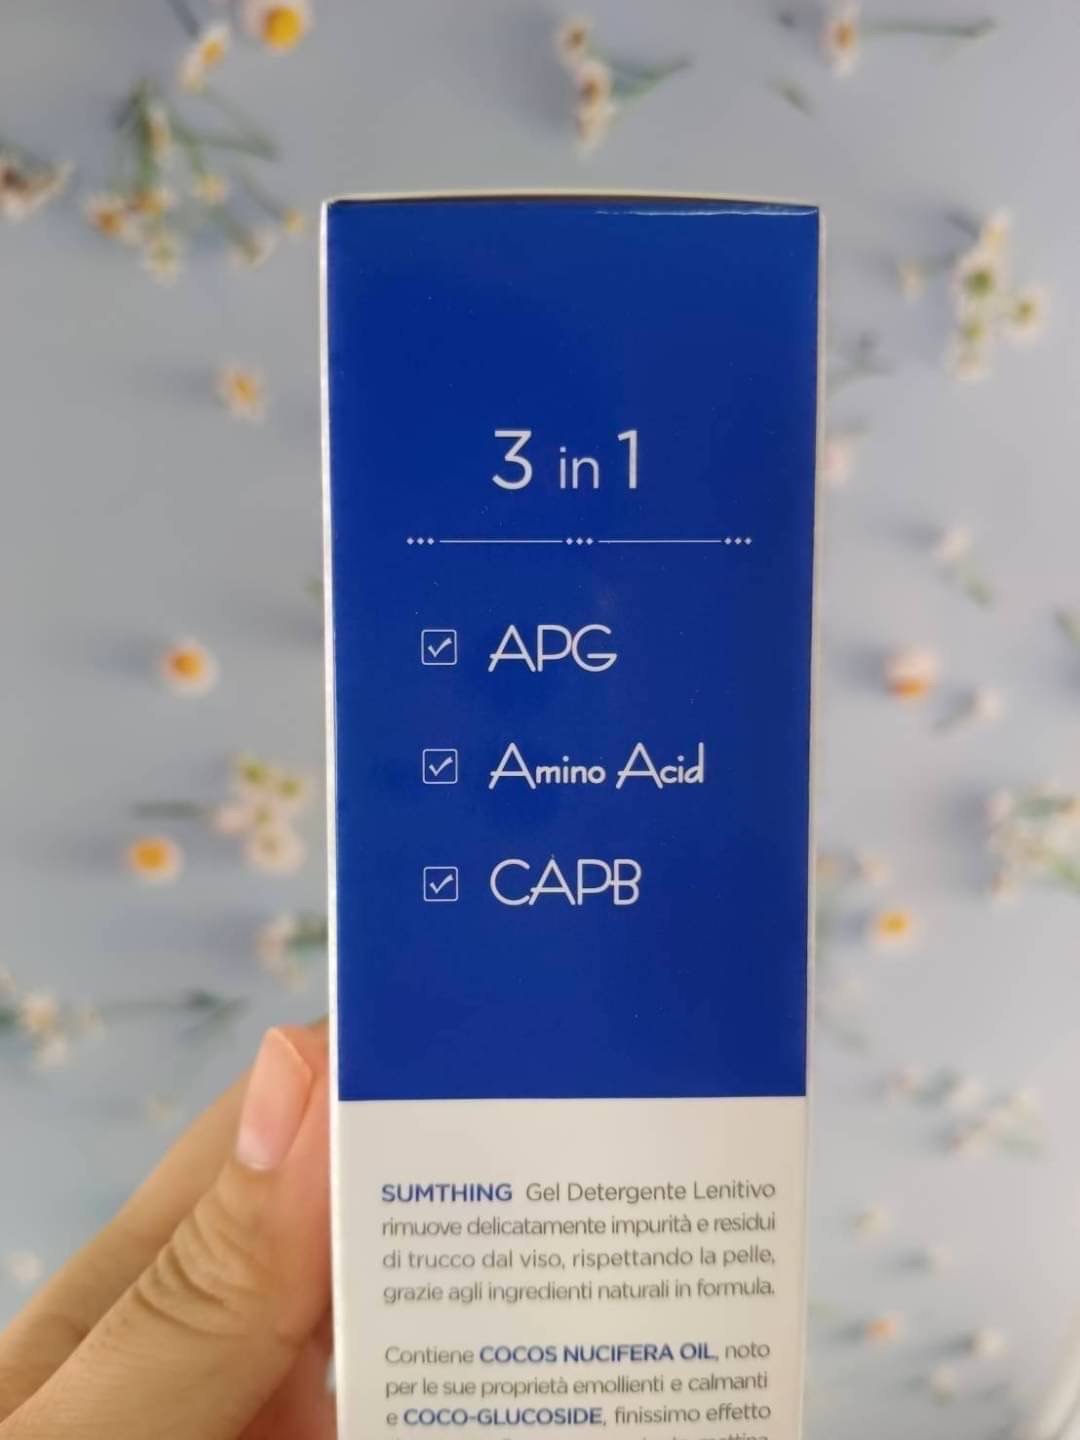 3 in 1
APG
Amino Acid
CAPB
SUMTHING Gel Detergente Lenitivo
rimuove delicatamente impurità e residui
di trucco dal viso, rispettando la pelle,
grazie agli ingredienti naturali in formula.
Contiene COCOS NUCIFERA OIL, noto
per le sue proprietà emollienti e calmanti
e COCO-GLUCOSIDE, finissimo effetto